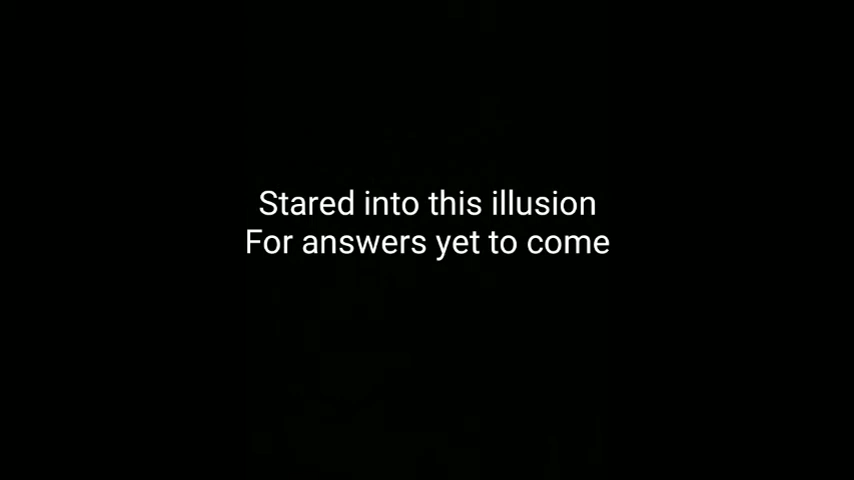 Stared into this illusion
For answers yet to come